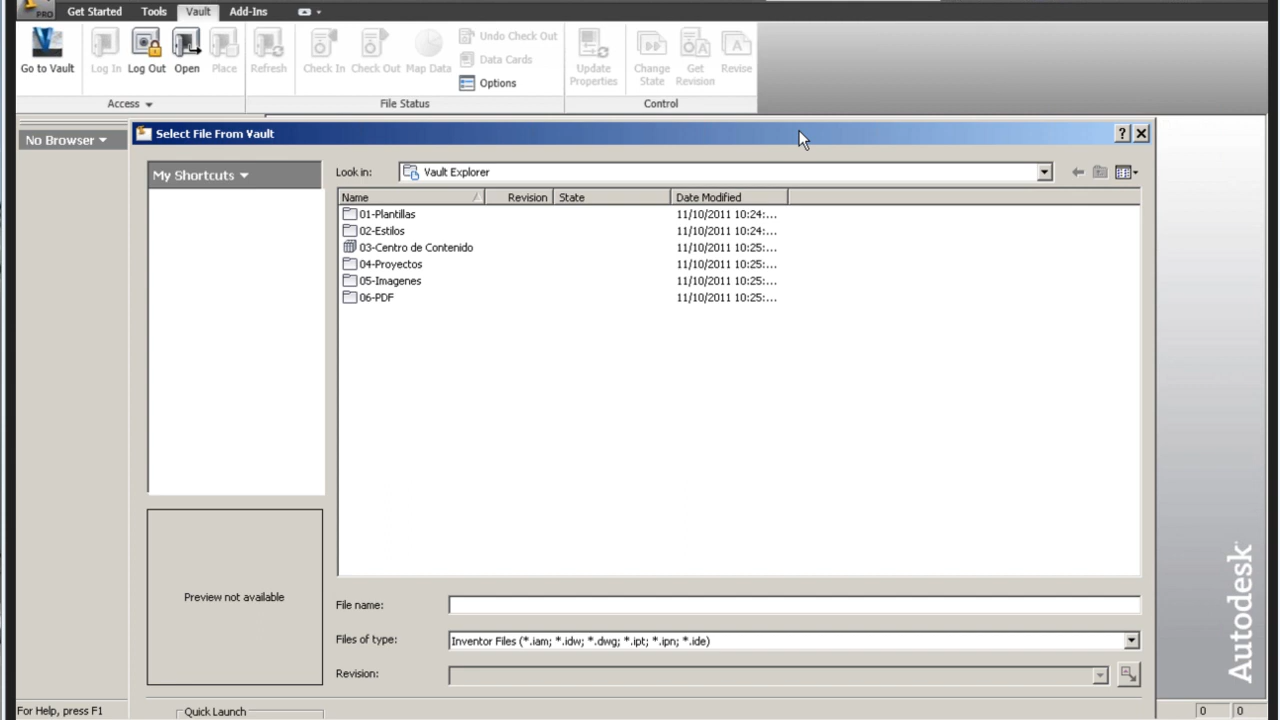 PRO Get Started Tools Vault Add-Ins
Go to Vault Log In Log Out Open Place Refresh Check In Check Out Map Data Undo Check Out Data Cards Options Update Properties Change State Get Revision Revise
Access File Status Control
No Browser
Select File From Vault
My Shortcuts
Look in: Vault Explorer
Name Revision State Date Modified
01-Plantillas 11/10/2011 10:24:...
02-Estilos 11/10/2011 10:24:...
03-Centro de Contenido 11/10/2011 10:25:...
04-Proyectos 11/10/2011 10:25:...
05-Imagenes 11/10/2011 10:25:...
06-PDF 11/10/2011 10:25:...
Preview not available
File name:
Files of type: Inventor Files (*.iam; *.idw; *.dwg; *.ipt; *.ipn; *.ide)
Revision:
Quick Launch
For Help, press F1 0 0
Autodesk